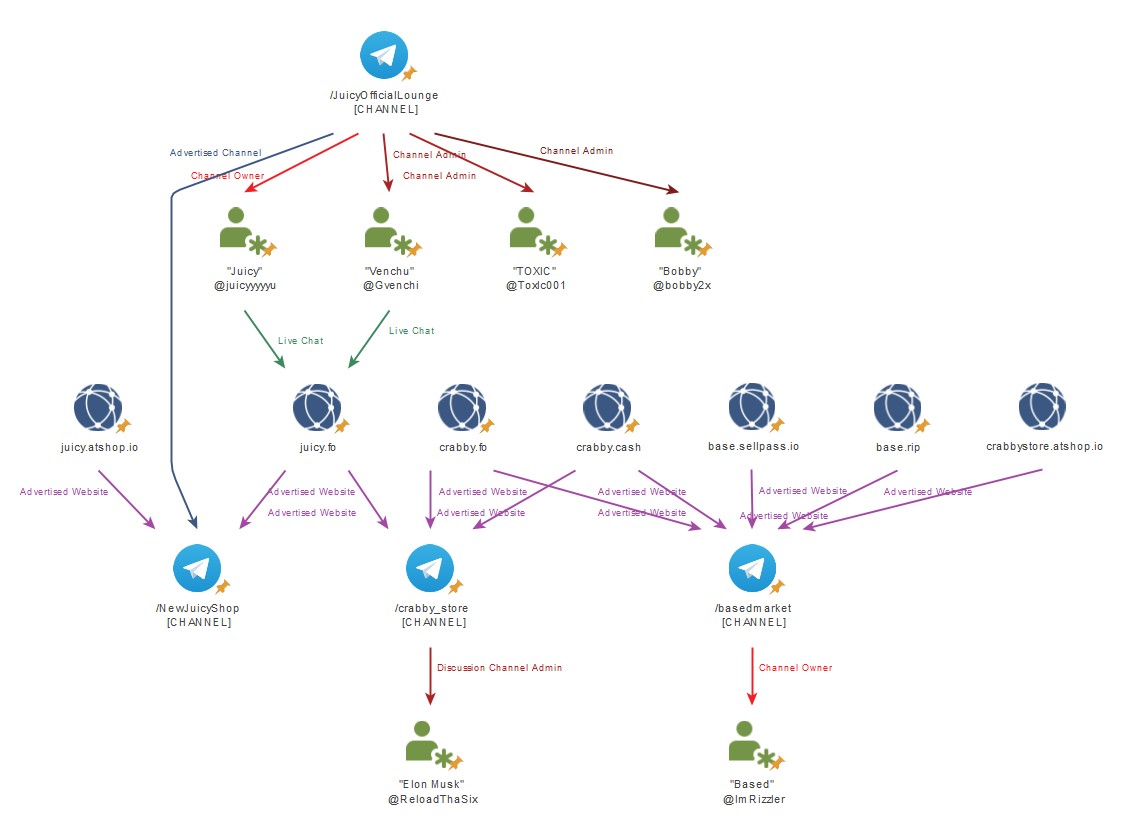 /JuicyOfficialLounge
[CHANNEL]
Advertised Channel
Channel Owner
Channel Admin
Channel Admin
Channel Admin
"Juicy"
@juicyyyyyu
"Venchu"
@Gvenchi
"TOXIC"
@Toxlc001
"Bobby"
@bobby2x
Live Chat
Live Chat
juicy.atshop.io
juicy.fo
crabby.fo
crabby.cash
base.sellpass.io
base.rip
crabbystore.atshop.io
Advertised Website
Advertised Website
Advertised Website
Advertised Website
Advertised Website
Advertised Website
Advertised Website
Advertised Website
Advertised Website
Advertised Website
/NewJuicyShop
[CHANNEL]
/crabby_store
[CHANNEL]
/basedmarket
[CHANNEL]
Discussion Channel Admin
Channel Owner
"Elon Musk"
@ReloadThaSix
"Based"
@ImRizzler